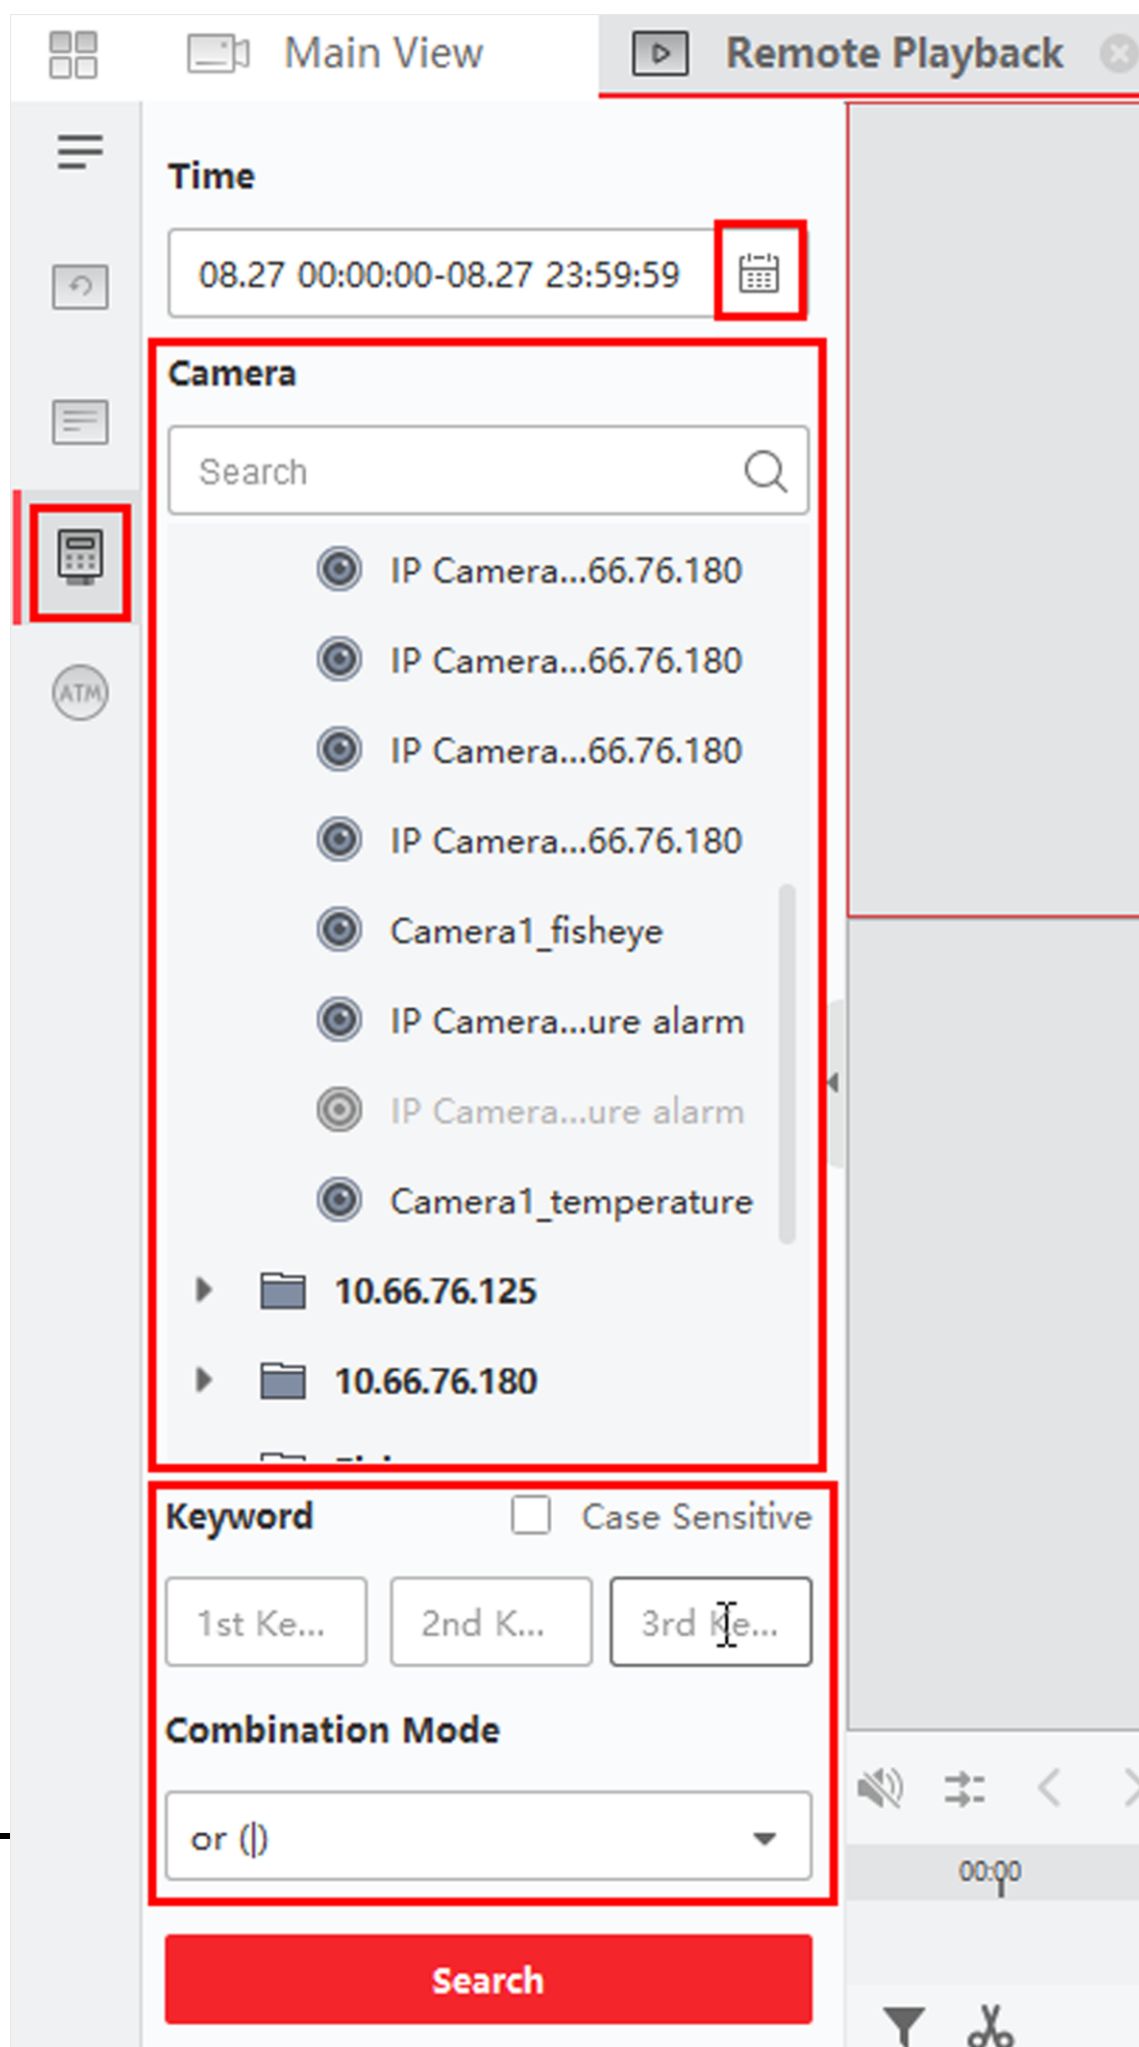 Main View
Remote Playback
Time
08.27 00:00:00-08.27 23:59:59
Camera
Search
IP Camera...66.76.180
IP Camera...66.76.180
IP Camera...66.76.180
IP Camera...66.76.180
Camera1_fisheye
IP Camera...ure alarm
IP Camera...ure alarm
ATM
Camera1_temperature
10.66.76.125
10.66.76.180
Keyword
Case Sensitive
1st Ke...
2nd K...
3rd Ke...
Combination Mode
or (|)
00:00
Search